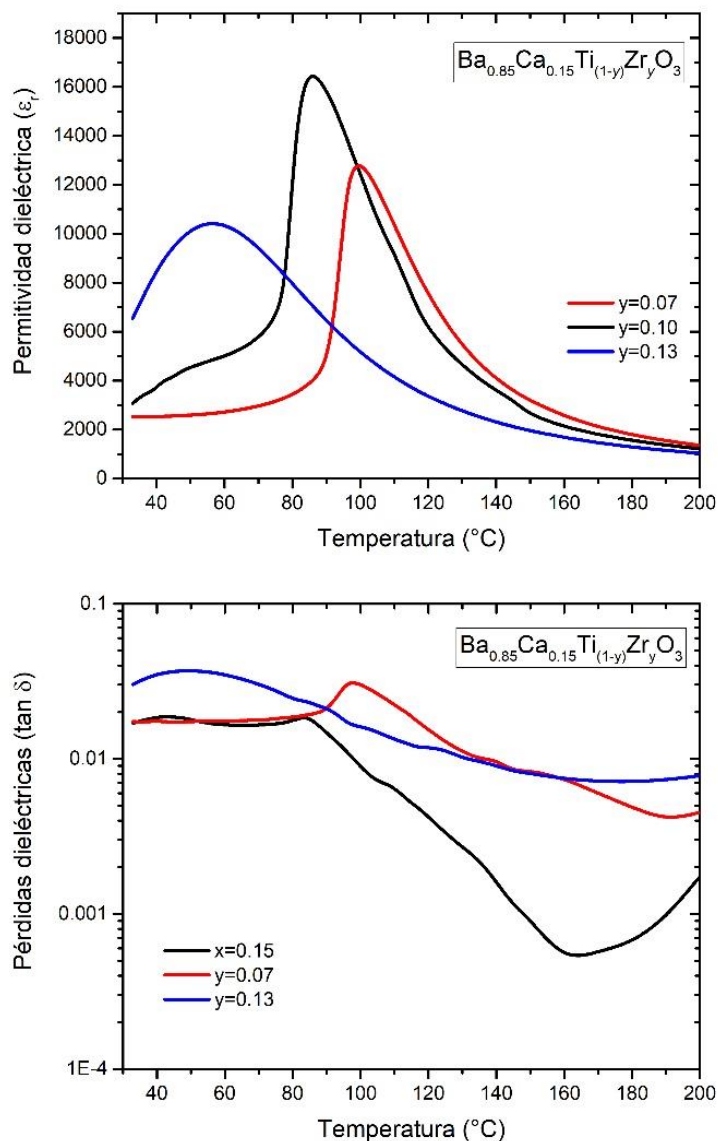 Ba0.85Ca0.15Ti(1-y)ZryO3
Permitividad dieléctrica (εr)
18000
16000
14000
12000
10000
8000
6000
4000
2000
0
y=0.07
y=0.10
y=0.13
40 60 80 100 120 140 160 180 200
Temperatura (°C)
Ba0.85Ca0.15Ti(1-y)ZryO3
Pérdidas dieléctricas (tan δ)
0.1
0.01
0.001
1E-4
x=0.15
y=0.07
y=0.13
40 60 80 100 120 140 160 180 200
Temperatura (°C)